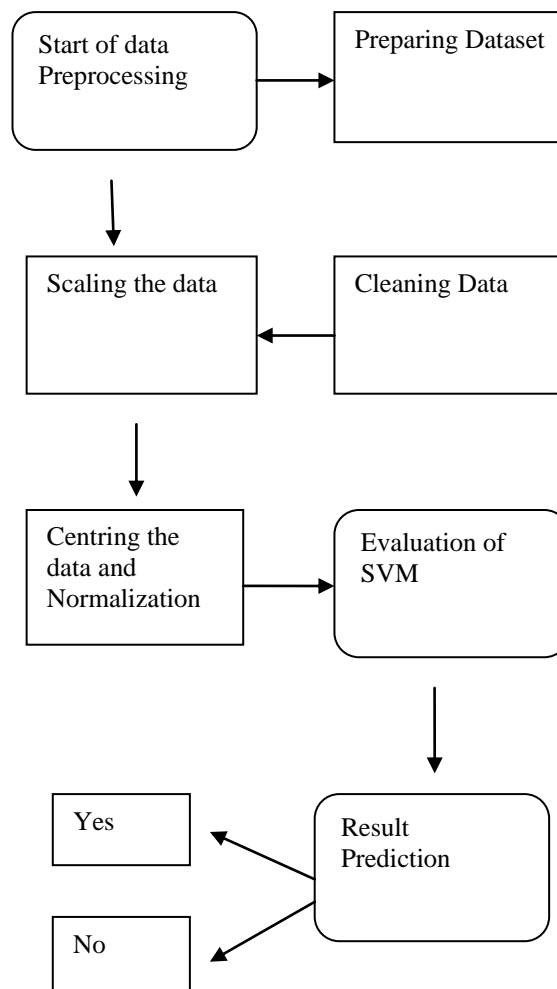 Start of data
Preprocessing
Preparing Dataset
Scaling the data
Cleaning Data
Centring the
data and
Normalization
Evaluation of
SVM
Yes
Result
Prediction
No